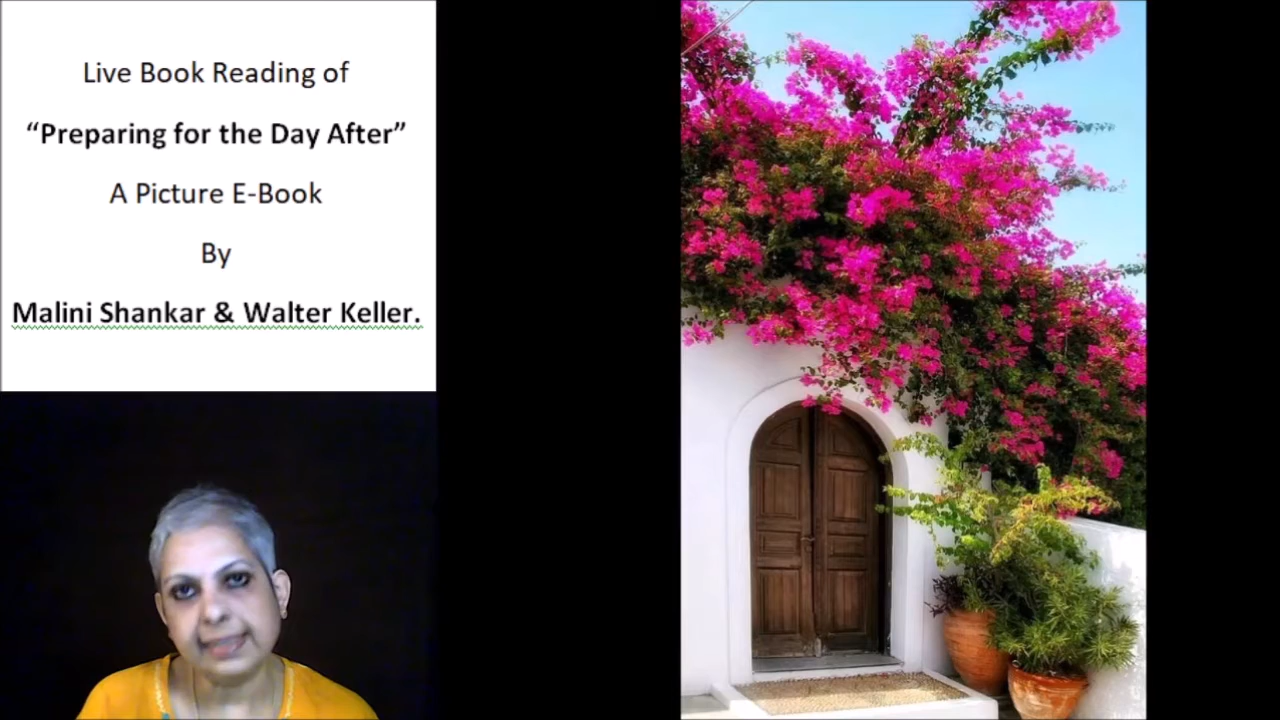 Live Book Reading of
“Preparing for the Day After”
A Picture E-Book
By
Malini Shankar & Walter Keller.